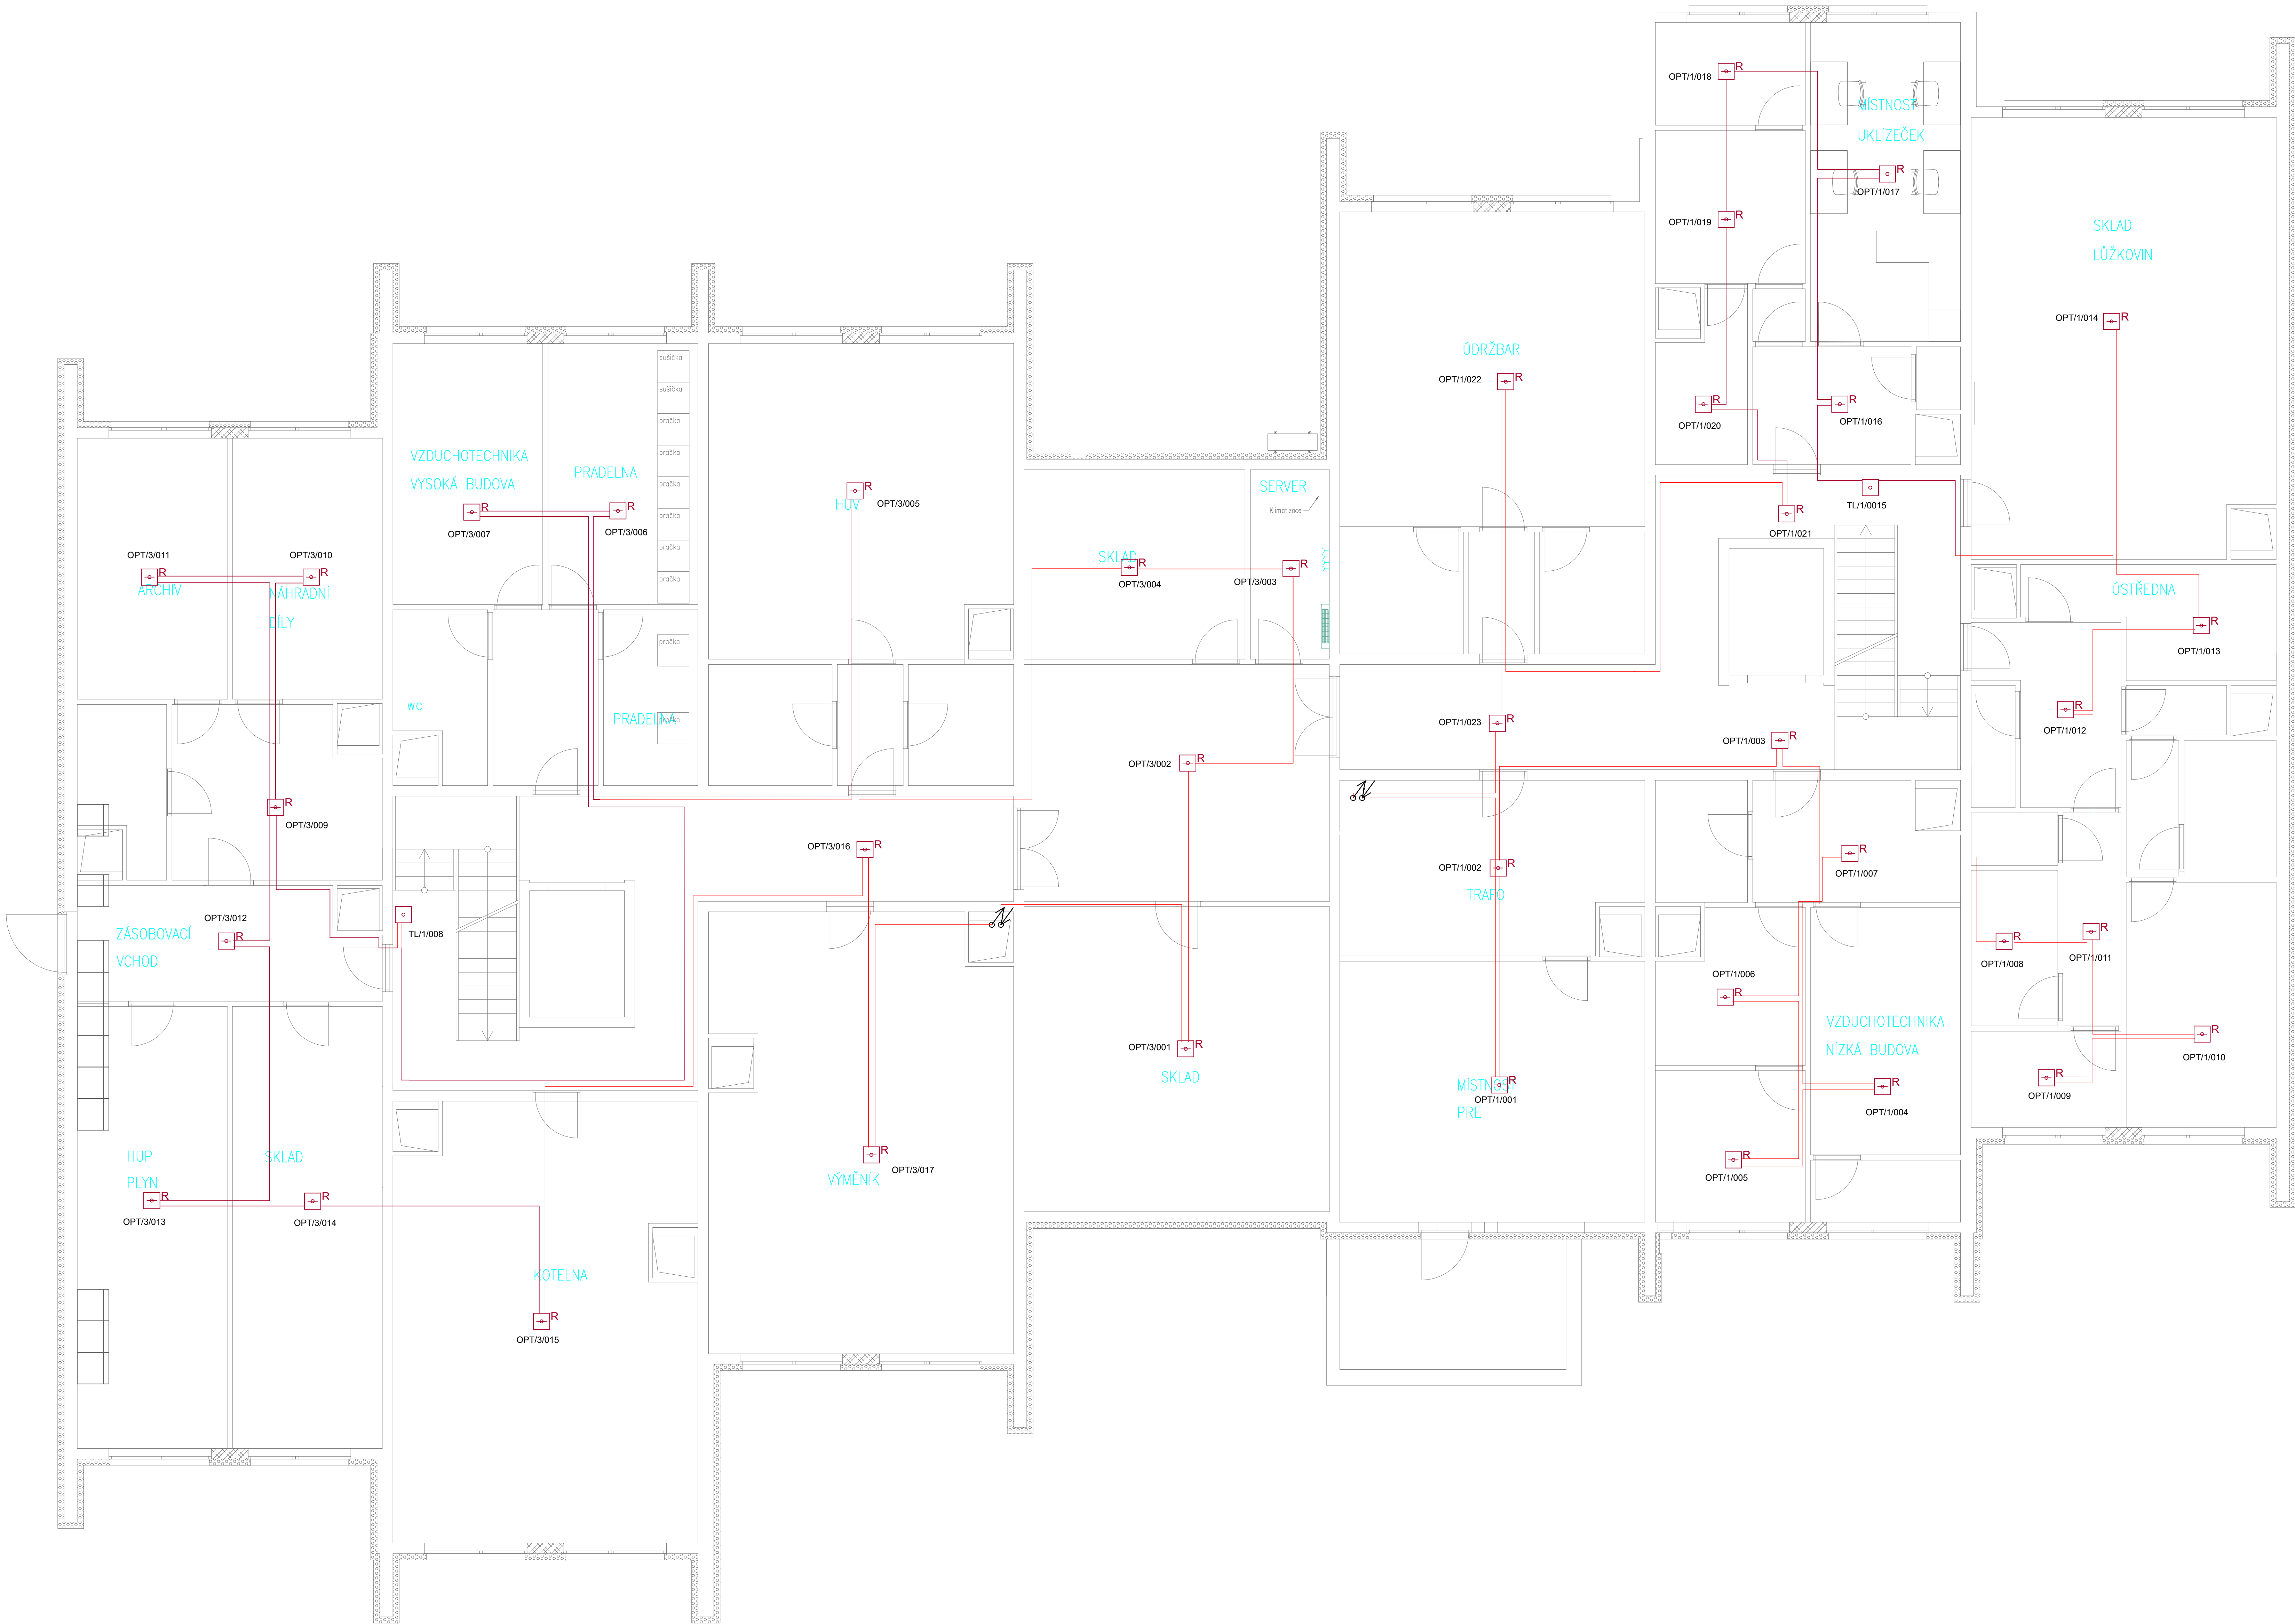 OPT/1/018
R
MÍSTNOST
UKLÍZEČEK
R
OPT/1/017
OPT/1/019
R
SKLAD
LŮŽKOVIN
OPT/1/014
R
ÚDRŽBAR
OPT/1/022
R
R
OPT/1/020
R
OPT/1/016
TL/1/0015
R
OPT/1/021
sušička
sušička
pračka
pračka
pračka
pračka
pračka
pračka
VZDUCHOTECHNIKA
VYSOKÁ BUDOVA
PRADELNA
R
OPT/3/007
R
OPT/3/006
R
HUV
OPT/3/005
SERVER
Klimatizace
SKLAD
R
OPT/3/004
R
OPT/3/003
YYYY
OPT/3/011
R
ARCHIV
OPT/3/010
R
NÁHRADNÍ
DÍLY
ÚSTŘEDNA
R
OPT/1/013
pračka
WC
PRADELNA
pračka
R
OPT/1/012
OPT/1/023
R
OPT/1/003
R
OPT/3/002
R
R
OPT/3/009
OPT/3/016
R
OPT/1/002
R
TRAFO
R
OPT/1/007
OPT/3/012
R
ZÁSOBOVACÍ
VCHOD
TL/1/008
R
OPT/1/008
R
OPT/1/011
OPT/1/006
R
VZDUCHOTECHNIKA
NÍZKÁ BUDOVA
OPT/3/001
R
SKLAD
R
OPT/1/010
R
OPT/1/009
MÍSTNOST
R
OPT/1/001
PRE
R
OPT/1/004
HUP
PLYN
R
OPT/3/013
SKLAD
R
OPT/3/014
R
OPT/3/017
VÝMĚNÍK
R
OPT/1/005
KOTELNA
R
OPT/3/015